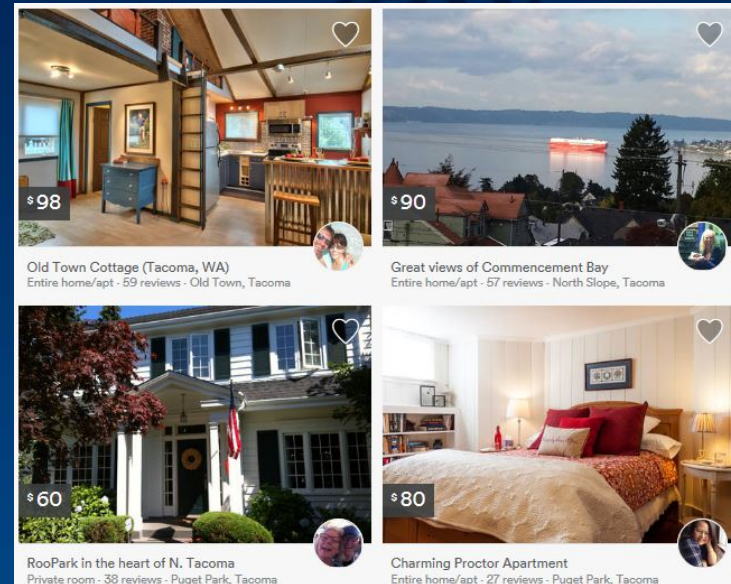 $98
$90
Old Town Cottage (Tacoma, WA)
Entire home/apt · 59 reviews · Old Town, Tacoma
Great views of Commencement Bay
Entire home/apt · 57 reviews · North Slope, Tacoma
$60
$80
RooPark in the heart of N. Tacoma
Private room · 38 reviews · Puget Park, Tacoma
Charming Proctor Apartment
Entire home/apt · 27 reviews · Puget Park, Tacoma